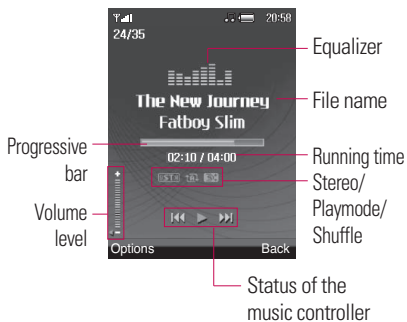 20:58
24/35
Equalizer
The New Journey
File name
Fatboy Slim
Progressive
bar
02:10 / 04:00
Running time
Stereo/
Playmode/
Shuffle
Volume
level
Options
Back
Status of the
music controller